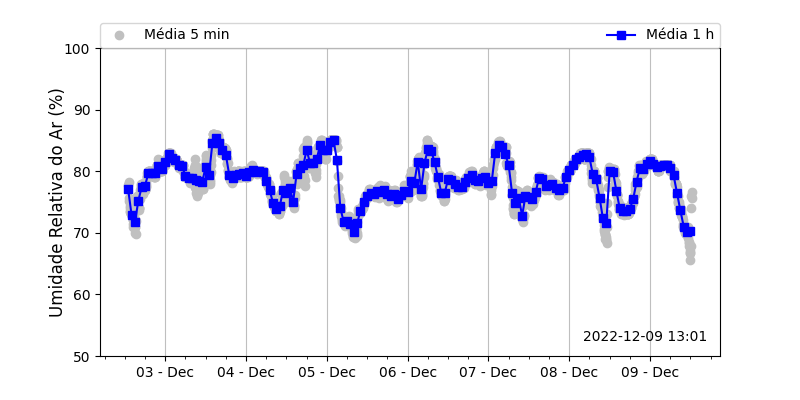 Média 5 min
Média 1 h
Umidade Relativa do Ar (%)
100
90
80
70
60
50
2022-12-09 13:01
03 - Dec
04 - Dec
05 - Dec
06 - Dec
07 - Dec
08 - Dec
09 - Dec